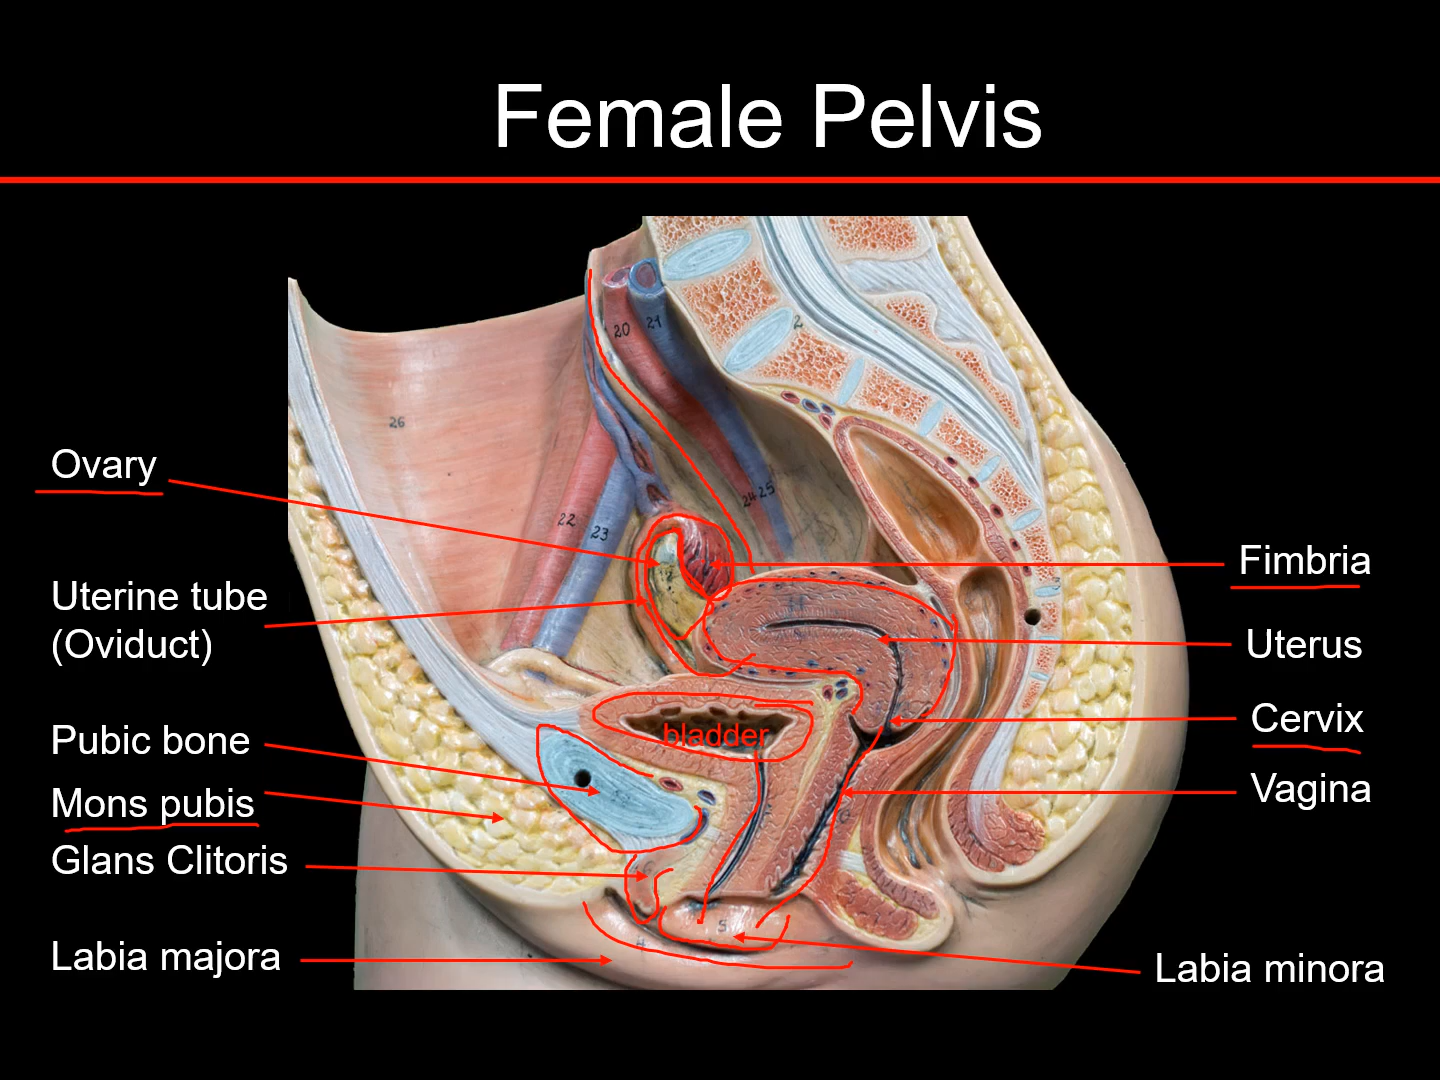 Female Pelvis
Ovary
Uterine tube
(Oviduct)
Pubic bone
Mons pubis
Glans Clitoris
Labia majora
Fimbria
Uterus
Cervix
Vagina
Labia minora
bladder
20
21
2
26
22
23
24
25